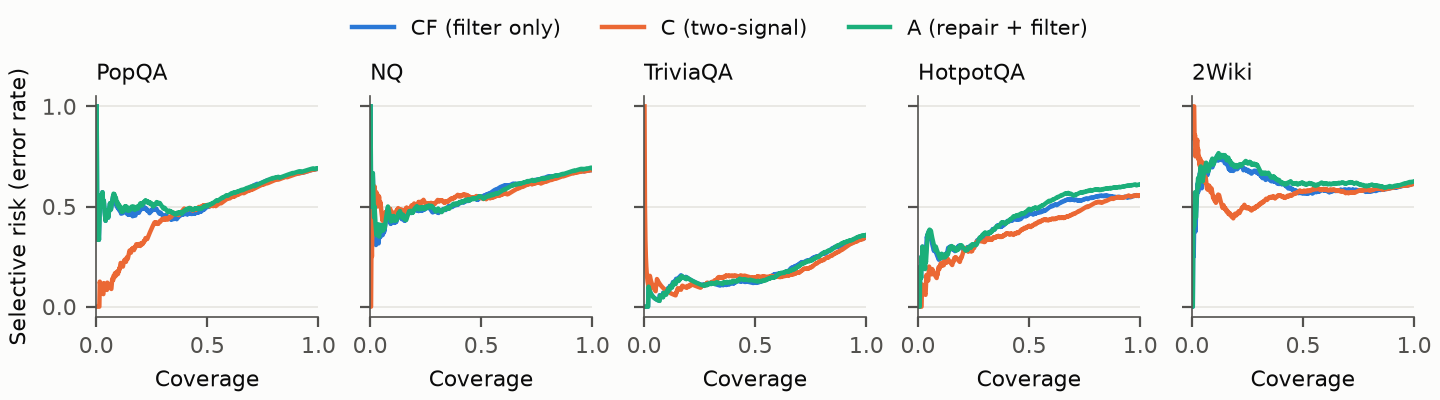 CF (filter only) C (two-signal) A (repair + filter)
PopQA NQ TriviaQA HotpotQA 2Wiki
Selective risk (error rate)
1.0
0.5
0.0
0.0 0.5 1.0 0.0 0.5 1.0 0.0 0.5 1.0 0.0 0.5 1.0 0.0 0.5 1.0
Coverage Coverage Coverage Coverage Coverage